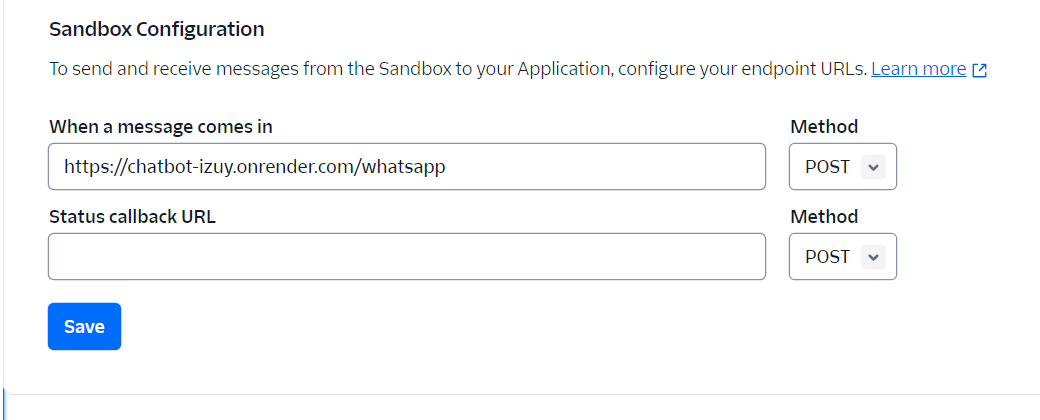 Sandbox Configuration
To send and receive messages from the Sandbox to your Application, configure your endpoint URLs. Learn more
When a message comes in
Method
https://chatbot-izuy.onrender.com/whatsapp
POST
Status callback URL
Method
POST
Save